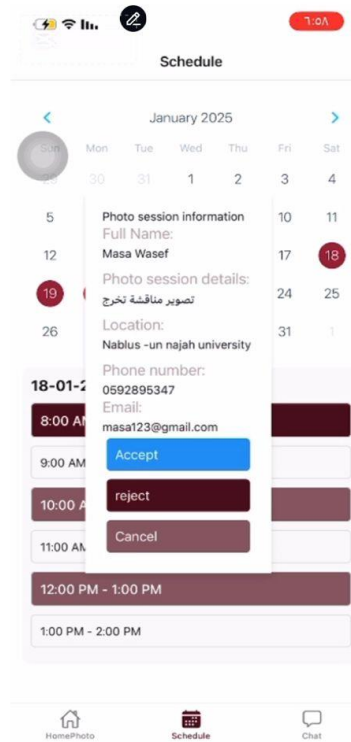 ٦:٥٨
Schedule
January 2025
Sun Mon Tue Wed Thu Fri Sat
29 30 31 1 2 3 4
5 10 11
12 17 18
19 24 25
26 31 1
Photo session information
Full Name:
Masa Wasef
Photo session details:
تصوير مناقشة تخرج
Location:
Nablus -un najah university
Phone number:
0592895347
Email:
masa123@gmail.com
Accept
reject
Cancel
18-01-2
8:00 AM
9:00 AM
10:00 A
11:00 AM
12:00 PM - 1:00 PM
1:00 PM - 2:00 PM
HomePhoto Schedule Chat